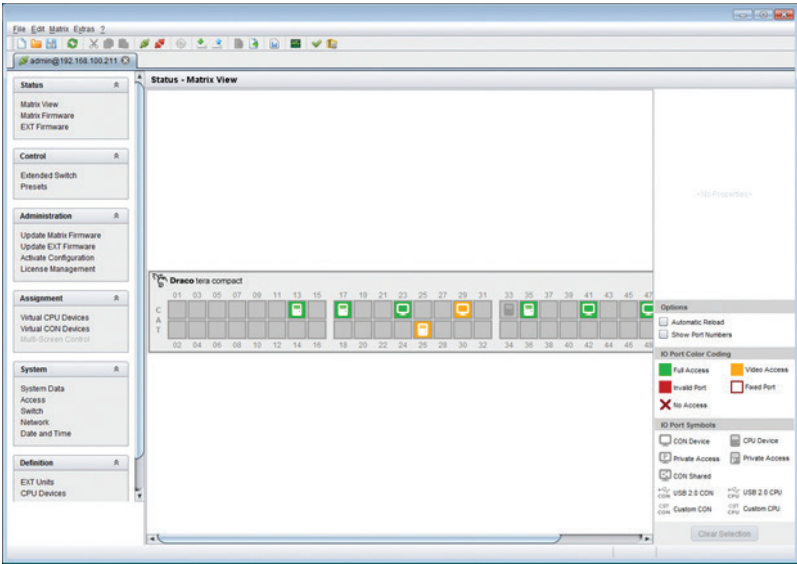 File Edit Matrix Extras ?
admin@192.168.100.211
Status
Matrix View
Matrix Firmware
EXT Firmware
Control
Extended Switch
Presets
Administration
Update Matrix Firmware
Update EXT Firmware
Activate Configuration
License Management
Assignment
Virtual CPU Devices
Virtual CON Devices
Multi-Screen Control
System
System Data
Access
Switch
Network
Date and Time
Definition
EXT Units
CPU Devices
Status - Matrix View
Draco tera compact
01 03 05 07 09 11 13 15 17 19 21 23 25 27 29 31 33 35 37 39 41 43 45 47
C
A
T
02 04 06 08 10 12 14 16 18 20 22 24 26 28 30 32 34 36 38 40 42 44 46 48
<No Properties>
Options
Automatic Reload
Show Port Numbers
IO Port Color Coding
Full Access Video Access
Invalid Port Fixed Port
No Access
IO Port Symbols
CON Device CPU Device
P Private Access P Private Access
CON Shared
CON USB 2.0 CON CPU USB 2.0 CPU
CST CON Custom CON CST CPU Custom CPU
Clear Selection